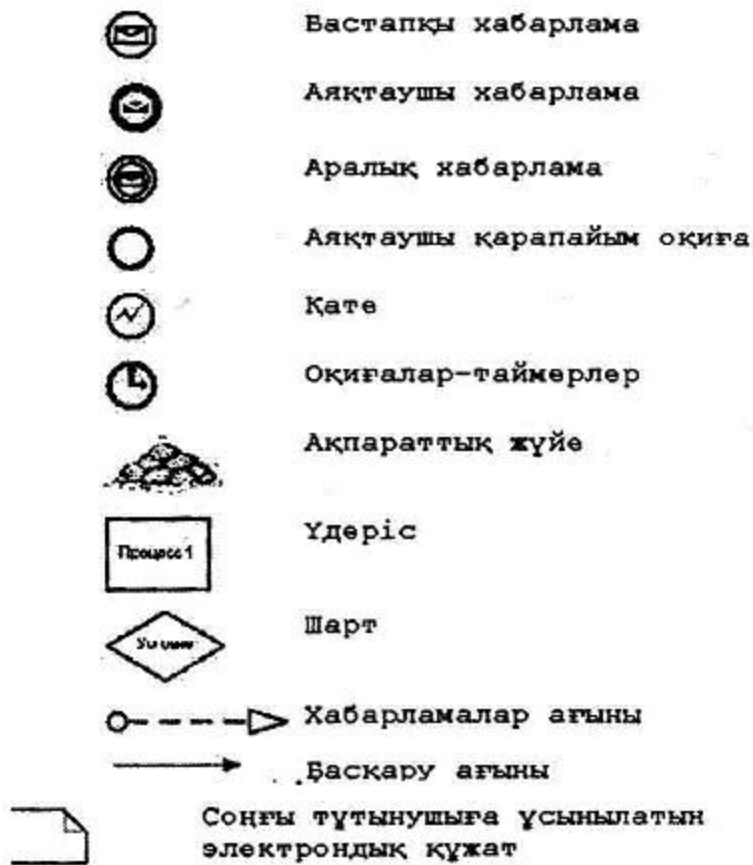 Бастапқы хабарлама
Аяқтаушы хабарлама
Аралық хабарлама
Аяқтаушы қарапайым оқиға
Қате
Оқиғалар-таймерлер
Ақпараттық жүйе
Үдеріс
Процесс 1
Шарт
Хабарламалар ағыны
Басқару ағыны
Соңғы тұтынушыға ұсынылатын
электрондық құжат